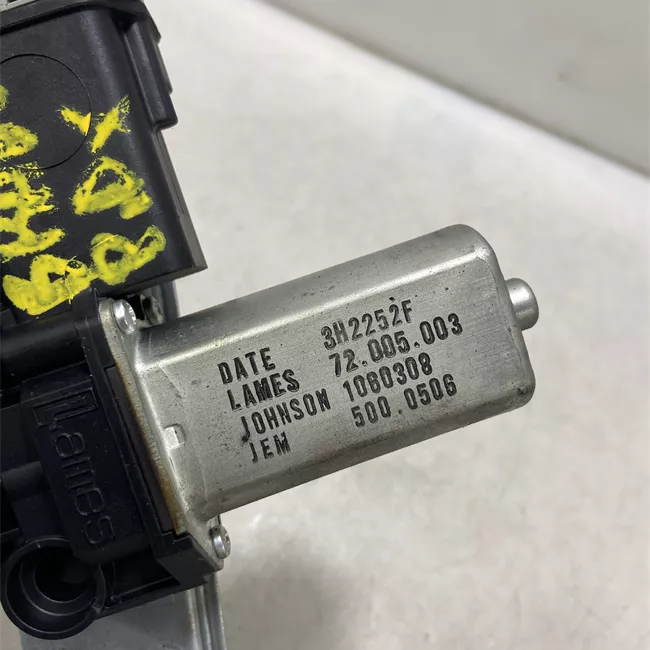 DATE 3H2252F
LAMES 72.005.003
JOHNSON 1060308
JEM 500.0506
Lames